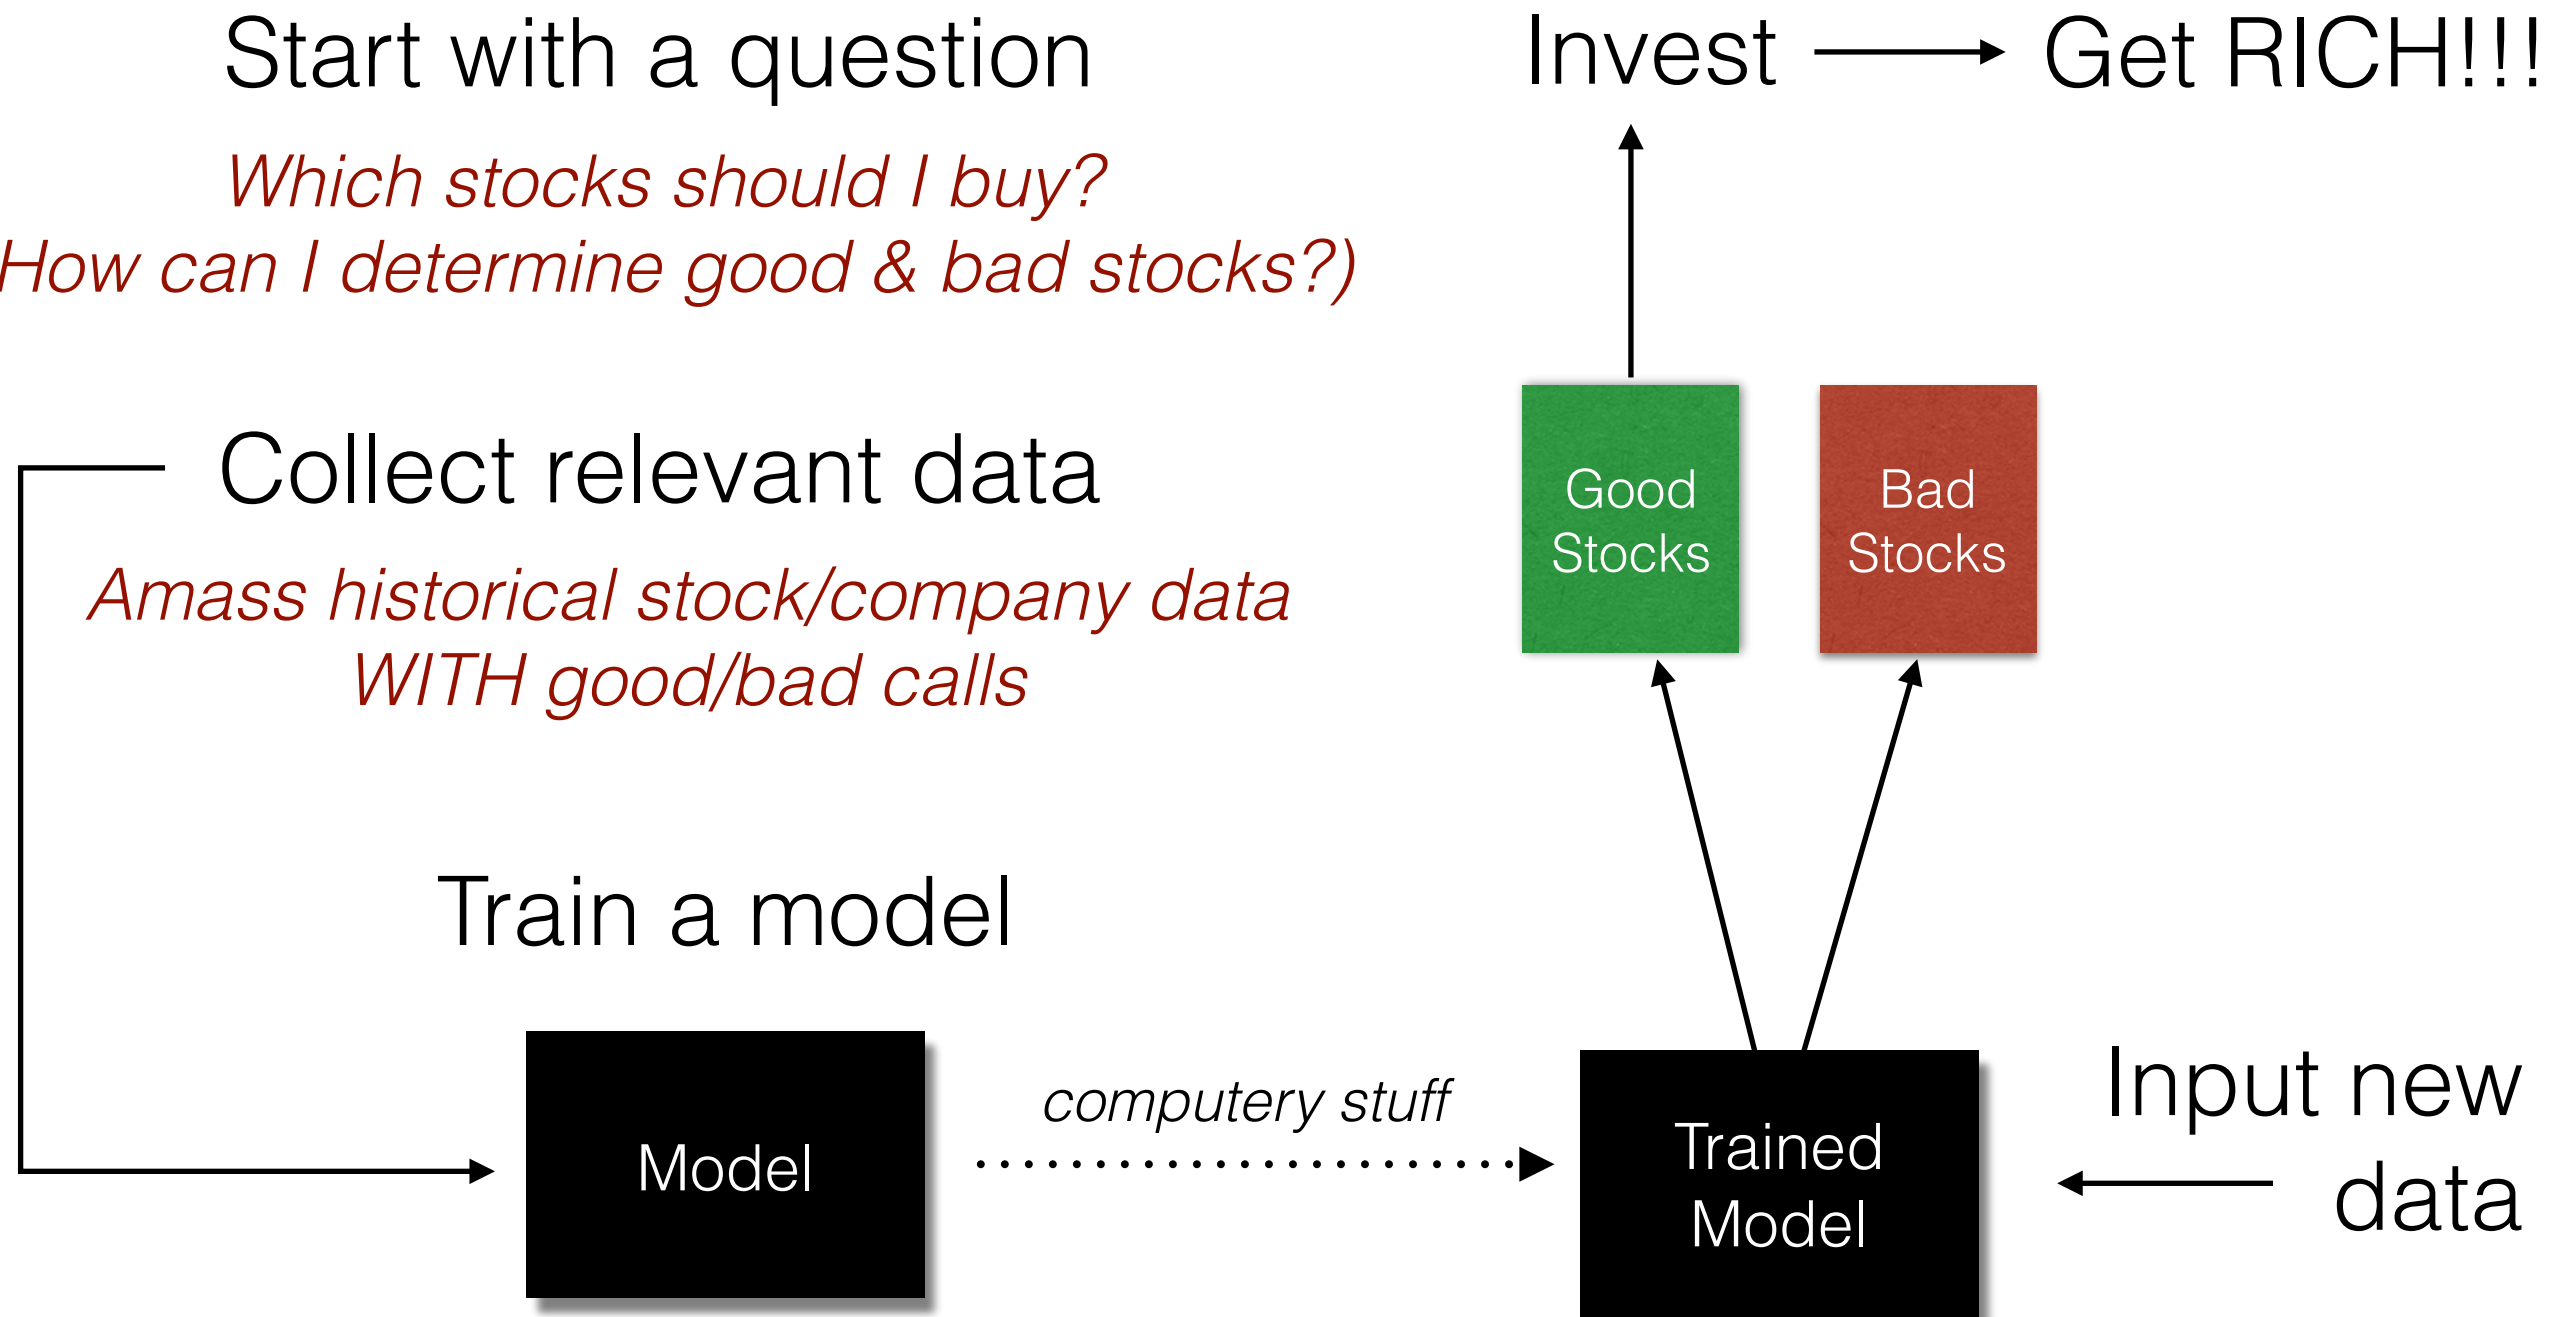 Start with a question
Which stocks should I buy?
How can I determine good & bad stocks?)
Collect relevant data
Amass historical stock/company data
WITH good/bad calls
Train a model
Model
computery stuff
Trained
Model
Input new
data
Good
Stocks
Bad
Stocks
Invest
Get RICH!!!